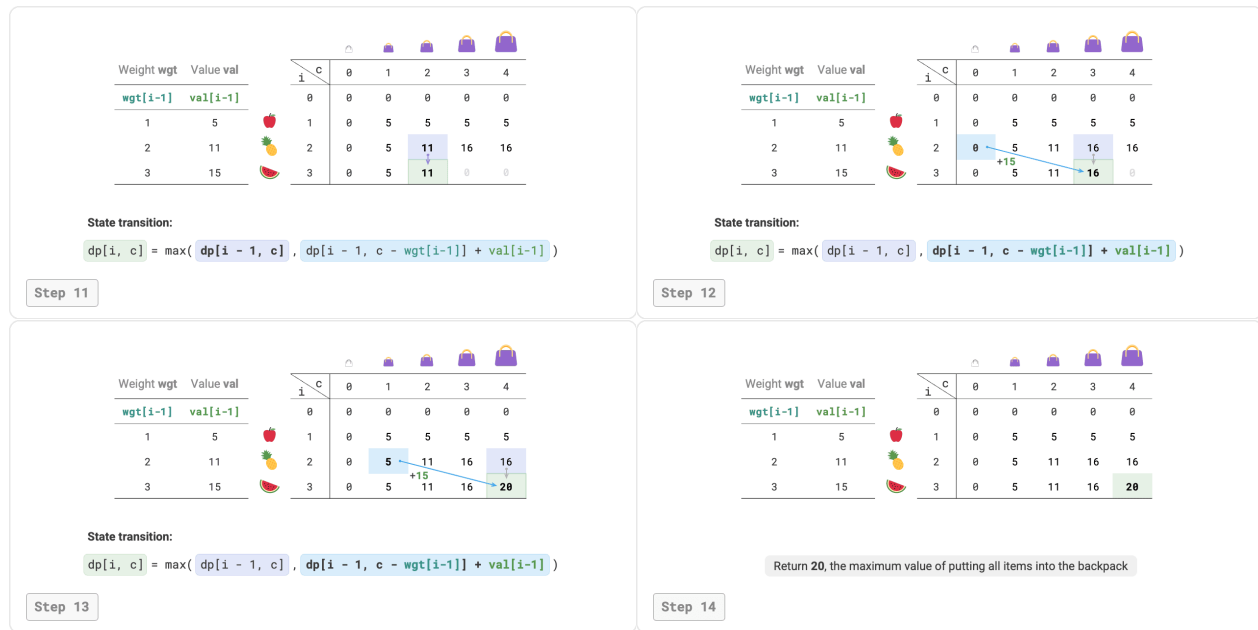 Weight wgt Value val i c 0 1 2 3 4
wgt[i-1] val[i-1] 0 0 0 0 0 0
1 5 1 0 5 5 5 5
2 11 2 0 5 11 16 16
3 15 3 0 5 11 0 0
State transition:
dp[i, c] = max( dp[i - 1, c] , dp[i - 1, c - wgt[i-1]] + val[i-1] )
Step 11
Weight wgt Value val i c 0 1 2 3 4
wgt[i-1] val[i-1] 0 0 0 0 0 0
1 5 1 0 5 5 5 5
2 11 2 0 5 11 16 16
+15
3 15 3 0 5 11 16 0
State transition:
dp[i, c] = max( dp[i - 1, c] , dp[i - 1, c - wgt[i-1]] + val[i-1] )
Step 12
Weight wgt Value val i c 0 1 2 3 4
wgt[i-1] val[i-1] 0 0 0 0 0 0
1 5 1 0 5 5 5 5
2 11 2 0 5 11 16 16
+15
3 15 3 0 5 11 16 20
State transition:
dp[i, c] = max( dp[i - 1, c] , dp[i - 1, c - wgt[i-1]] + val[i-1] )
Step 13
Weight wgt Value val i c 0 1 2 3 4
wgt[i-1] val[i-1] 0 0 0 0 0 0
1 5 1 0 5 5 5 5
2 11 2 0 5 11 16 16
3 15 3 0 5 11 16 20
Return 20, the maximum value of putting all items into the backpack
Step 14